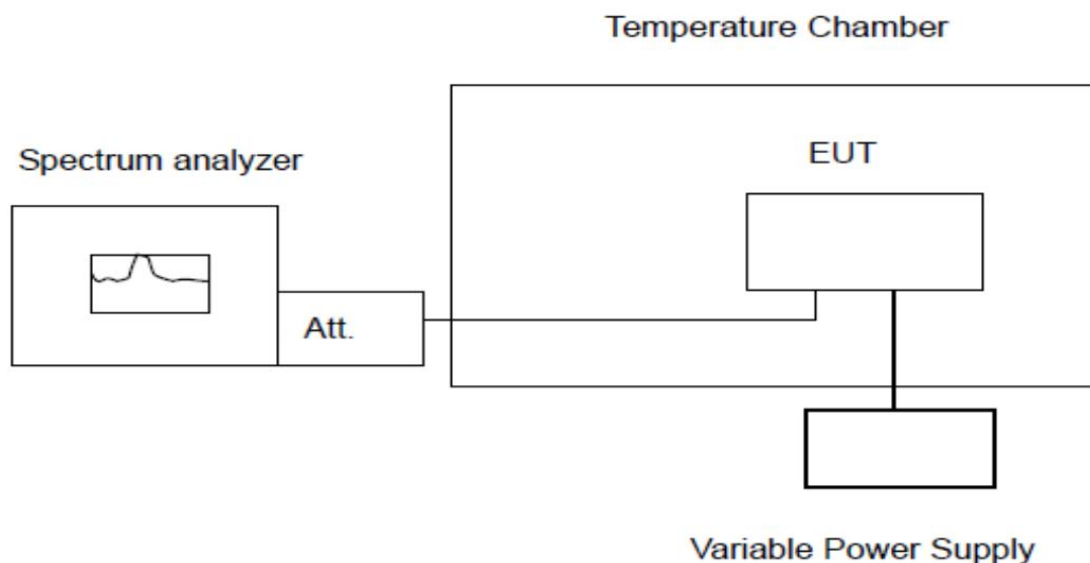 Temperature Chamber
Spectrum analyzer
EUT
Att.
Variable Power Supply